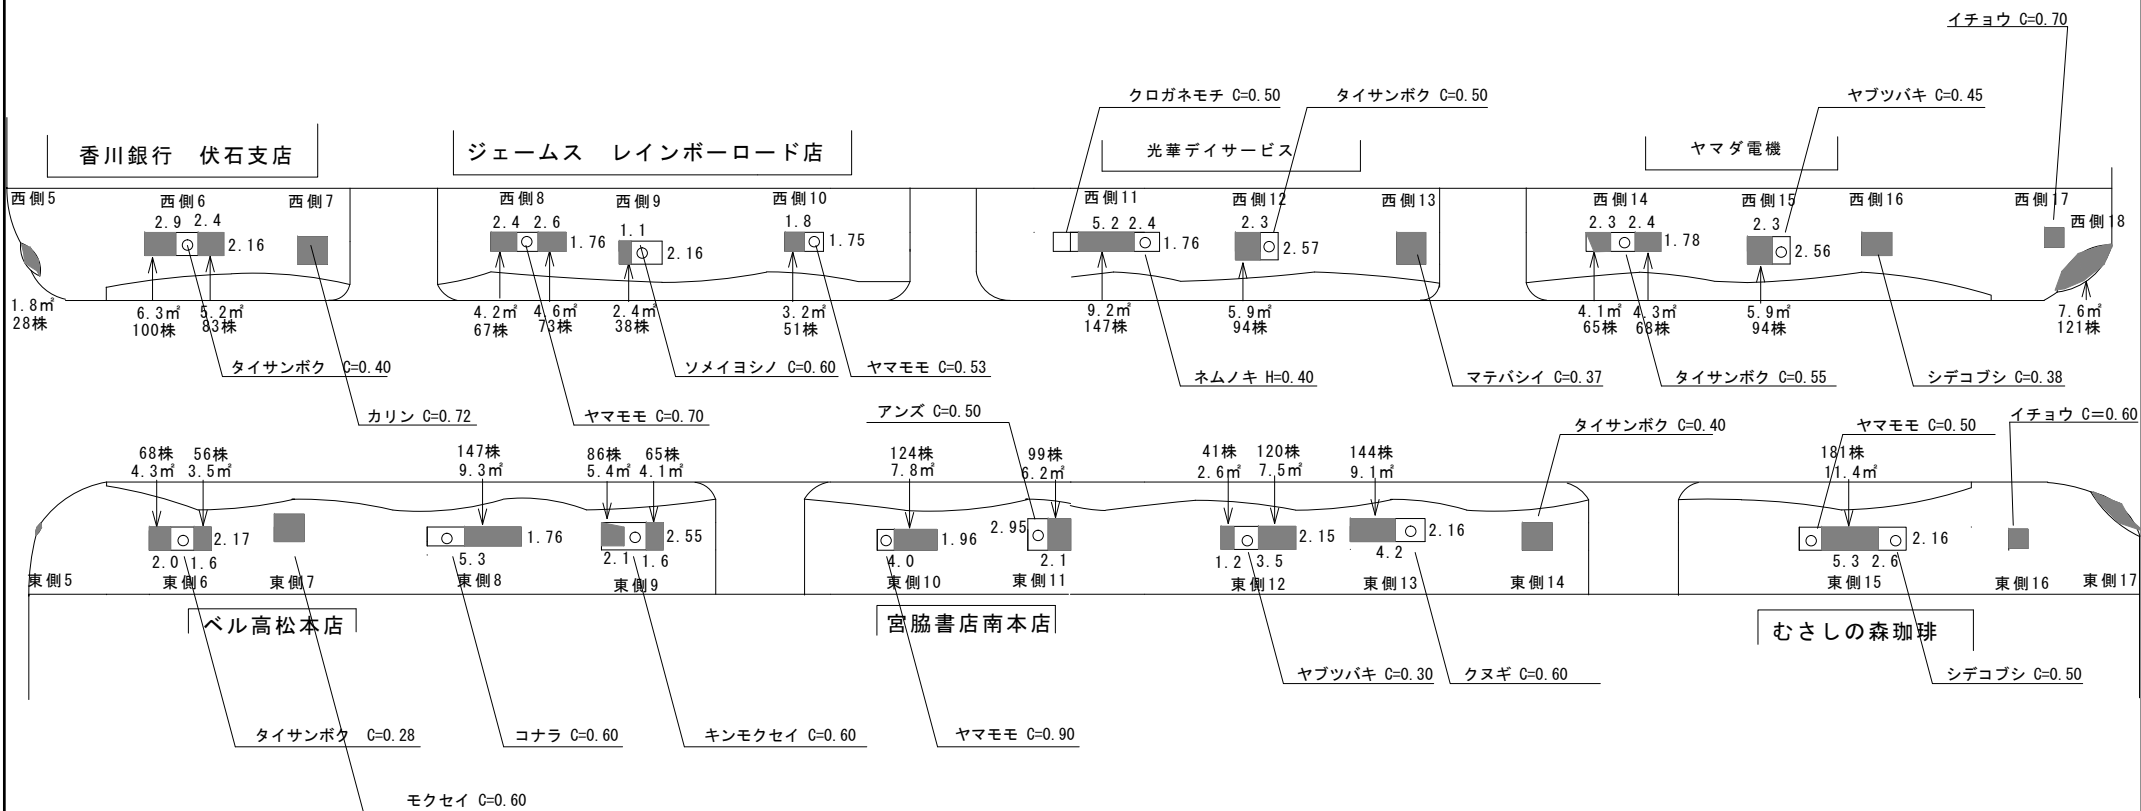 イチョウ C=0.70
クロガネモチ C=0.50
タイサンボク C=0.50
ヤブツバキ C=0.45
香川銀行　伏石支店
ジェームス　レインボーロード店
光華デイサービス
ヤマダ電機
西側5
西側6
西側7
西側8
西側9
西側10
西側11
西側12
西側13
西側14
西側15
西側16
西側17
西側18
2.9 2.4
2.16
2.4 2.6
1.76
1.1
2.16
1.8
1.75
5.2 2.4
1.76
2.3
2.57
2.3 2.4
1.78
2.3
2.56
1.8㎡
28株
6.3㎡
100株
5.2㎡
83株
4.2㎡
67株
4.6㎡
73株
2.4㎡
38株
3.2㎡
51株
9.2㎡
147株
5.9㎡
94株
4.1㎡
65株
4.3㎡
68株
5.9㎡
94株
7.6㎡
121株
タイサンボク C=0.40
ソメイヨシノ C=0.60
ヤマモモ C=0.53
ネムノキ H=0.40
マテバシイ C=0.37
タイサンボク C=0.55
シデコブシ C=0.38
カリン C=0.72
ヤマモモ C=0.70
アンズ C=0.50
タイサンボク C=0.40
ヤマモモ C=0.50
イチョウ C＝0.60
68株
4.3㎡
56株
3.5㎡
147株
9.3㎡
86株
5.4㎡
65株
4.1㎡
124株
7.8㎡
99株
6.2㎡
41株
2.6㎡
120株
7.5㎡
144株
9.1㎡
181株
11.4㎡
2.17
2.0 1.6
1.76
5.3
2.55
2.1 1.6
1.96
4.0
2.95
2.1
2.15
1.2 3.5
2.16
4.2
2.16
5.3 2.6
東側5
東側6
東側7
東側8
東側9
東側10
東側11
東側12
東側13
東側14
東側15
東側16
東側17
ベル高松本店
宮脇書店南本店
むさしの森珈琲
ヤブツバキ C=0.30
クヌギ C=0.60
シデコブシ C=0.50
タイサンボク　C=0.28
コナラ C=0.60
キンモクセイ C=0.60
ヤマモモ C=0.90
モクセイ C=0.60